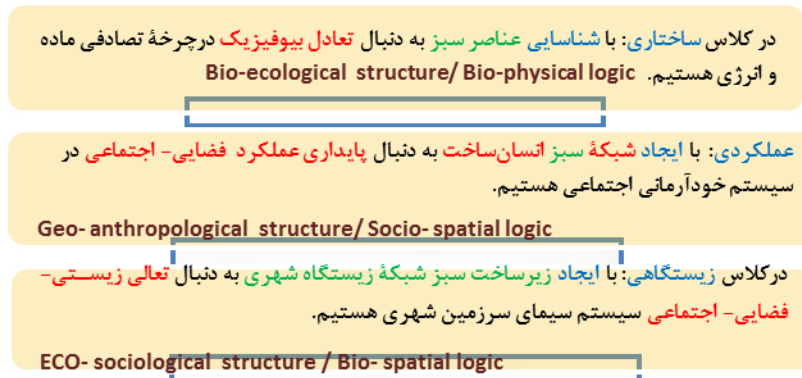 در کلاس ساختاری: با شناسایی عناصر سبز به دنبال تعادل بیوفیزیک درچرخۀ تصادفی ماده
و انرژی هستیم. Bio-ecological structure/ Bio-physical logic
عملکردی: با ایجاد شبکۀ سبز انسان‌ساخت به دنبال پایداری عملکرد فضایی- اجتماعی در
سیستم خودآرمانی اجتماعی هستیم.
Geo- anthropological structure/ Socio- spatial logic
درکلاس زیستگاهی: با ایجاد زیرساخت سبز شبکۀ زیستگاه شهری به دنبال تعالی زیستی-
فضایی- اجتماعی سیستم سیمای سرزمین شهری هستیم.
ECO- sociological structure / Bio- spatial logic